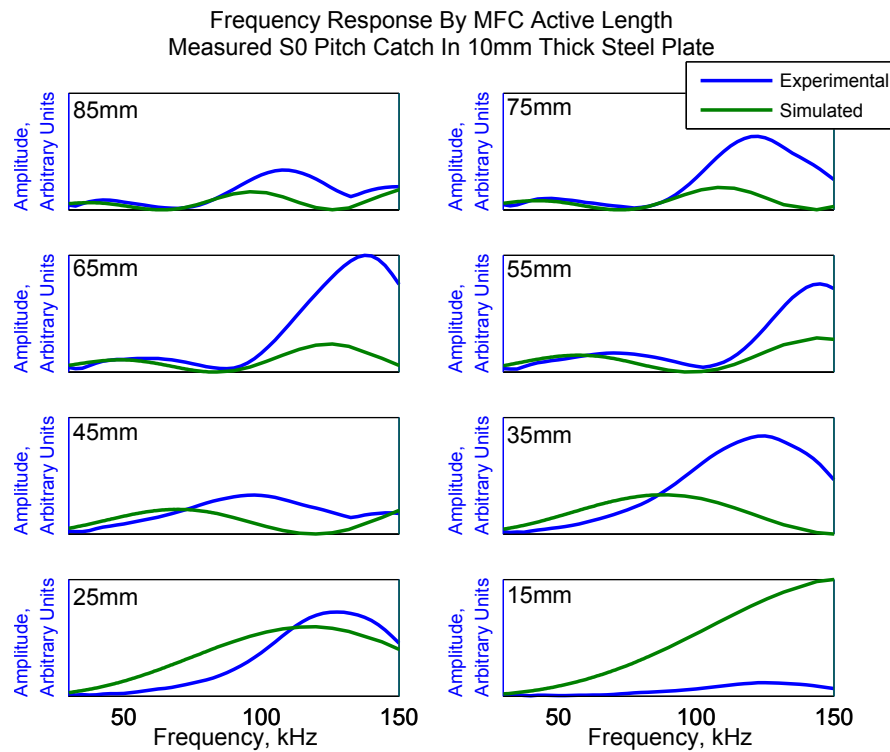 Frequency Response By MFC Active Length
Measured S0 Pitch Catch In 10mm Thick Steel Plate
Experimental
Simulated
Amplitude,
Arbitrary Units
85mm
Amplitude,
Arbitrary Units
75mm
Amplitude,
Arbitrary Units
65mm
Amplitude,
Arbitrary Units
55mm
Amplitude,
Arbitrary Units
45mm
Amplitude,
Arbitrary Units
35mm
Amplitude,
Arbitrary Units
25mm
Amplitude,
Arbitrary Units
15mm
50 100 150
Frequency, kHz
50 100 150
Frequency, kHz